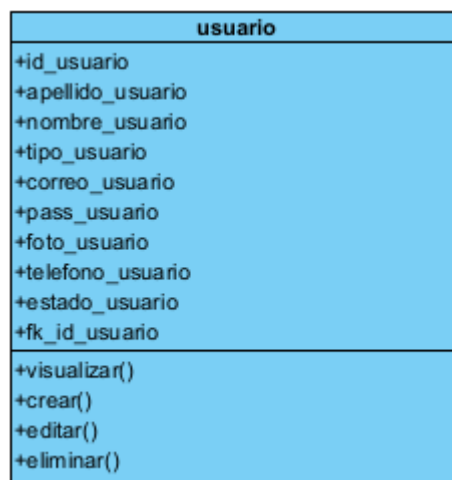 usuario
+id_usuario
+apellido_usuario
+nombre_usuario
+tipo_usuario
+correo_usuario
+pass_usuario
+foto_usuario
+telefono_usuario
+estado_usuario
+fk_id_usuario
+visualizar()
+crear()
+editar()
+eliminar()